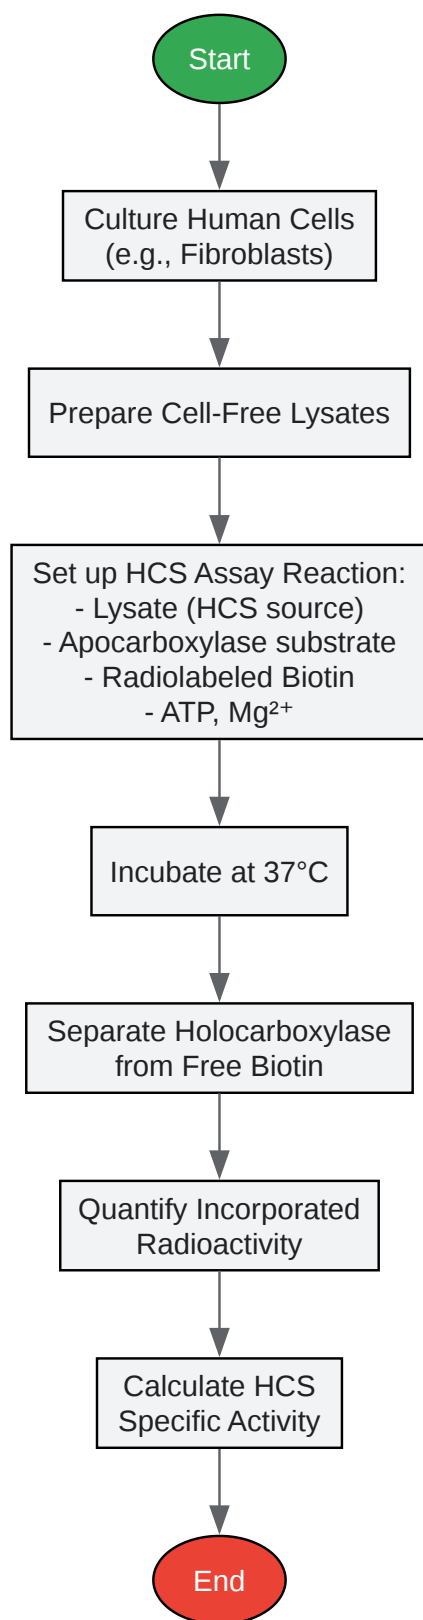 Start
Culture Human Cells
(e.g., Fibroblasts)
Prepare Cell-Free Lysates
Set up HCS Assay Reaction:
- Lysate (HCS source)
- Apocarboxylase substrate
- Radiolabeled Biotin
- ATP, Mg²⁺
Incubate at 37°C
Separate Holocarboxylase
from Free Biotin
Quantify Incorporated
Radioactivity
Calculate HCS
Specific Activity
End